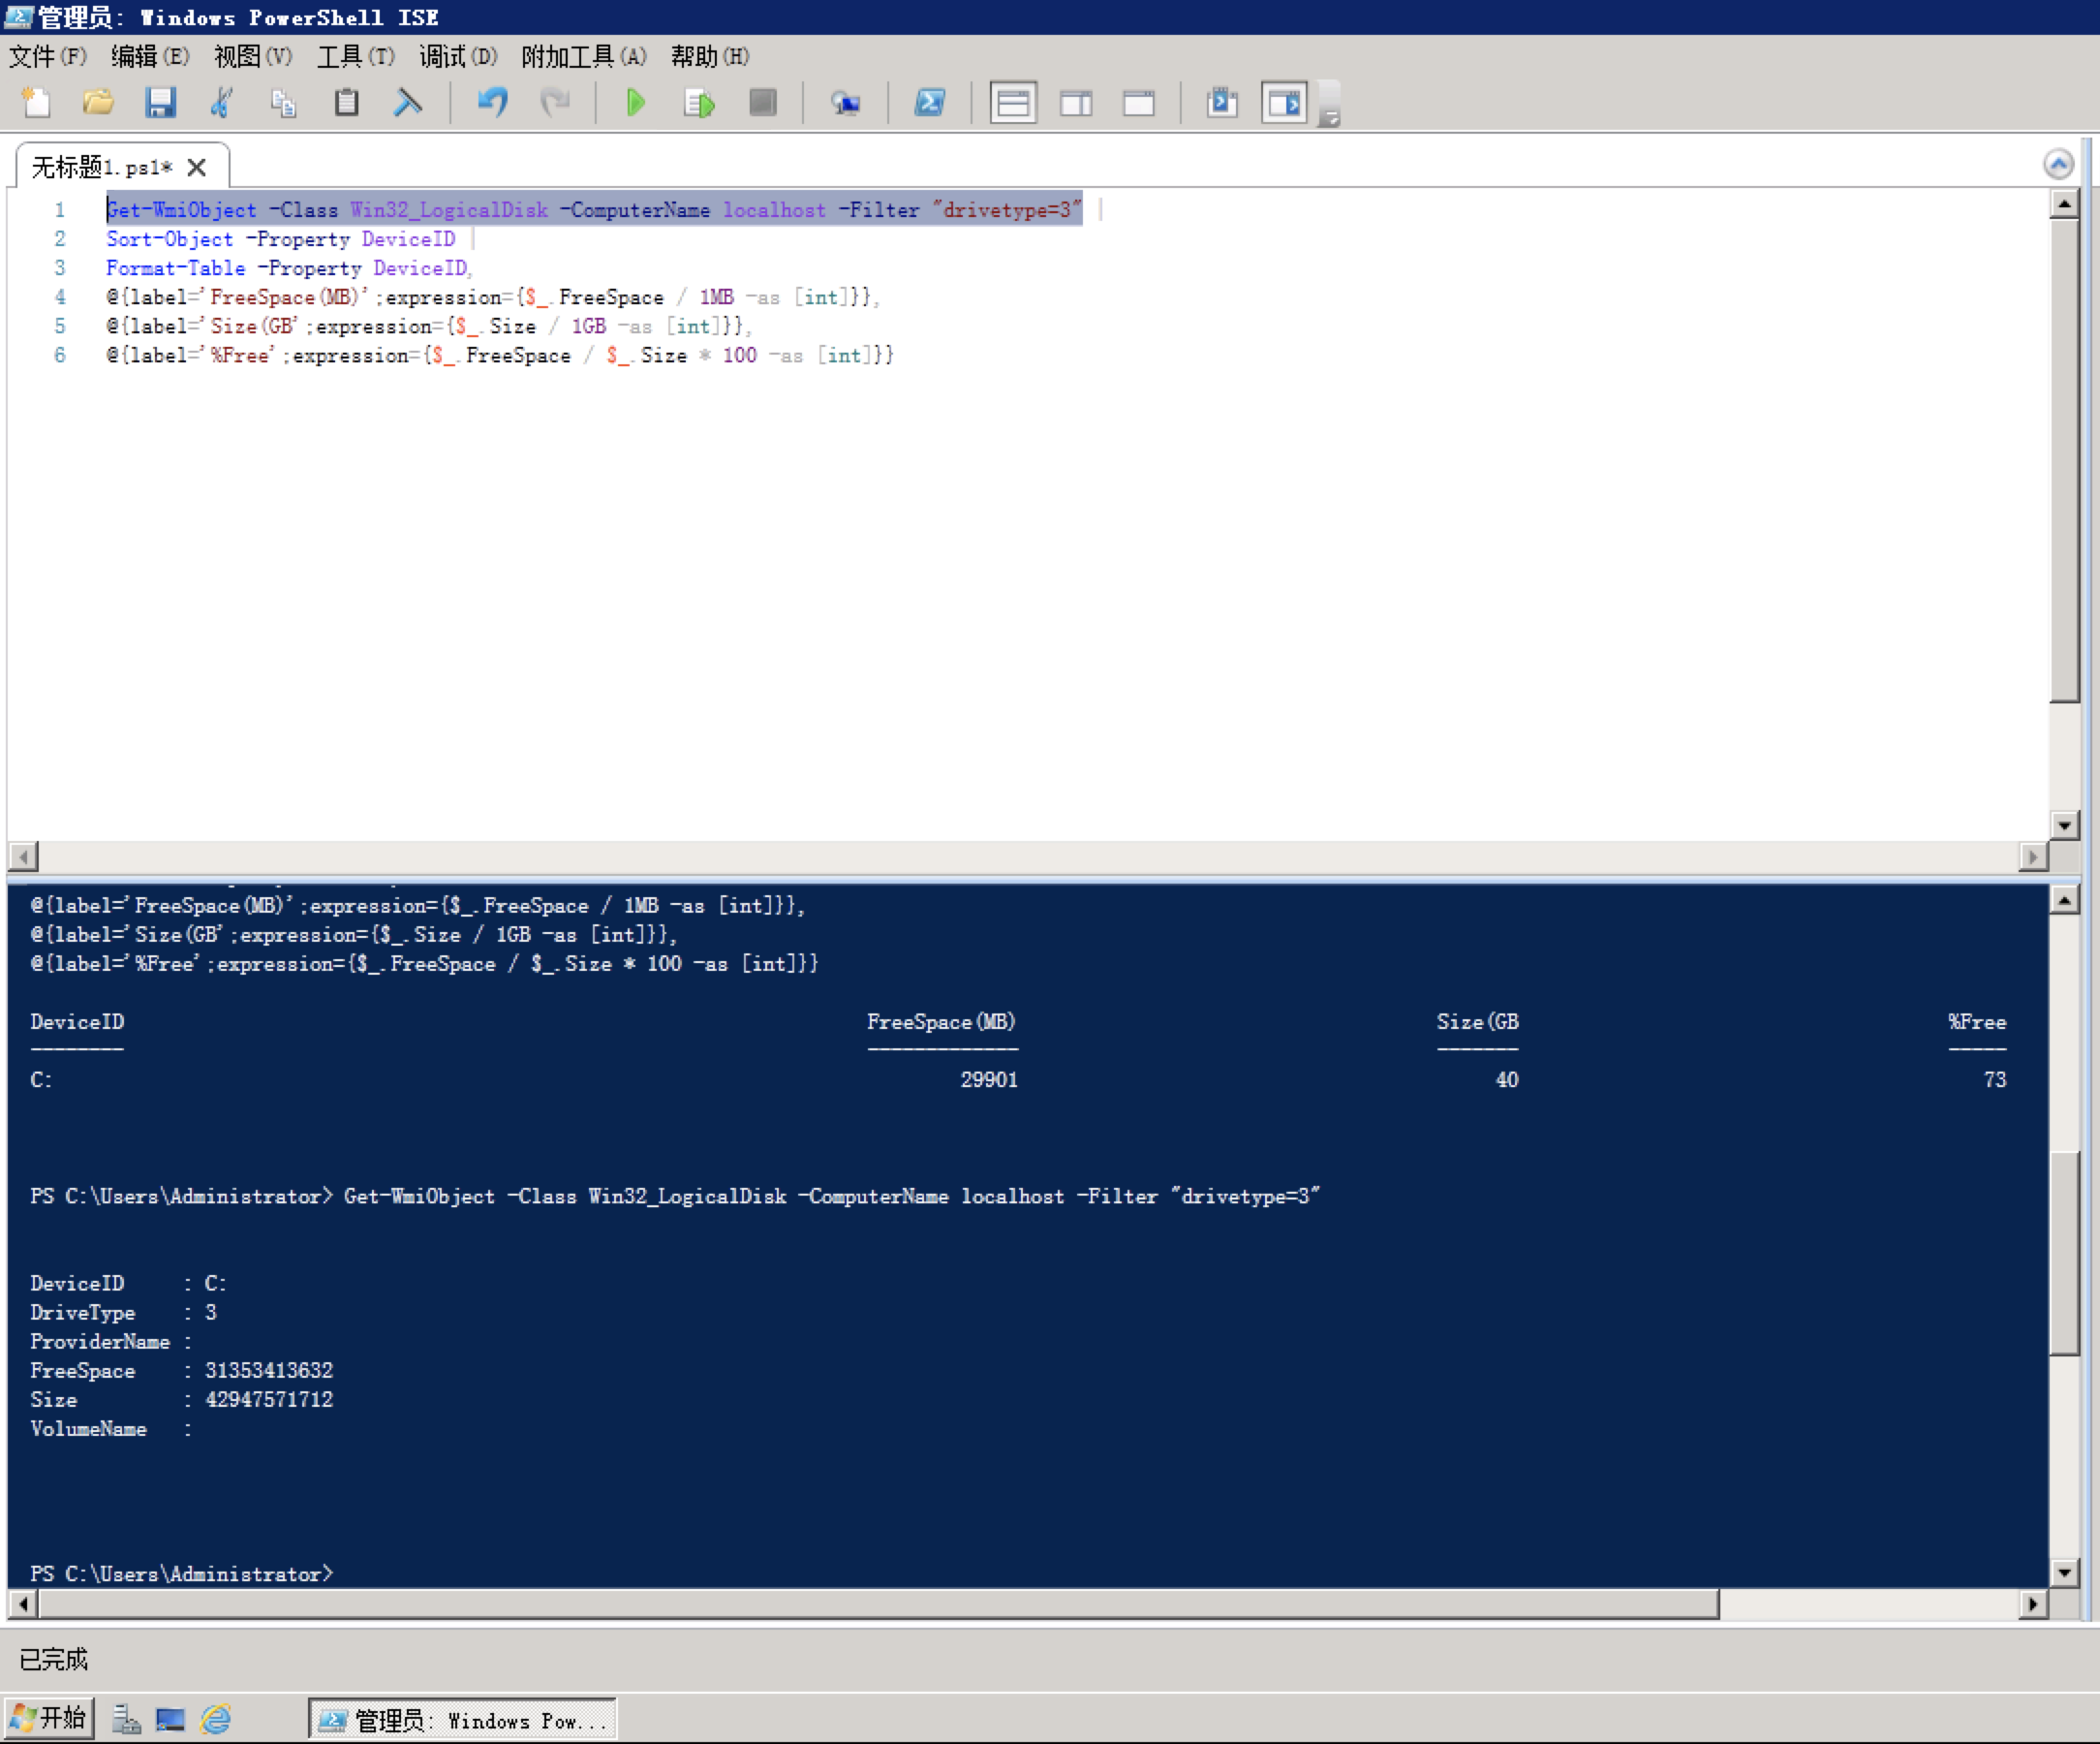 管理员: Windows PowerShell ISE
文件(F) 编辑(E) 视图(V) 工具(T) 调试(D) 附加工具(A) 帮助(H)
无标题1.ps1* X
1 Get-WmiObject -Class Win32_LogicalDisk -ComputerName localhost -Filter "drivetype=3" |
2 Sort-Object -Property DeviceID |
3 Format-Table -Property DeviceID,
4 @{label='FreeSpace(MB)';expression={$_.FreeSpace / 1MB -as [int]}},
5 @{label='Size(GB';expression={$_.Size / 1GB -as [int]}},
6 @{label='%Free';expression={$_.FreeSpace / $_.Size * 100 -as [int]}}
@{label='FreeSpace(MB)';expression={$_.FreeSpace / 1MB -as [int]}},
@{label='Size(GB';expression={$_.Size / 1GB -as [int]}},
@{label='%Free';expression={$_.FreeSpace / $_.Size * 100 -as [int]}}
DeviceID FreeSpace(MB) Size(GB %Free
-------- ------------- ------- -----
C: 29901 40 73
PS C:\Users\Administrator> Get-WmiObject -Class Win32_LogicalDisk -ComputerName localhost -Filter "drivetype=3"
DeviceID : C:
DriveType : 3
ProviderName :
FreeSpace : 31353413632
Size : 42947571712
VolumeName :
PS C:\Users\Administrator>
已完成
开始 管理员: Windows Pow...